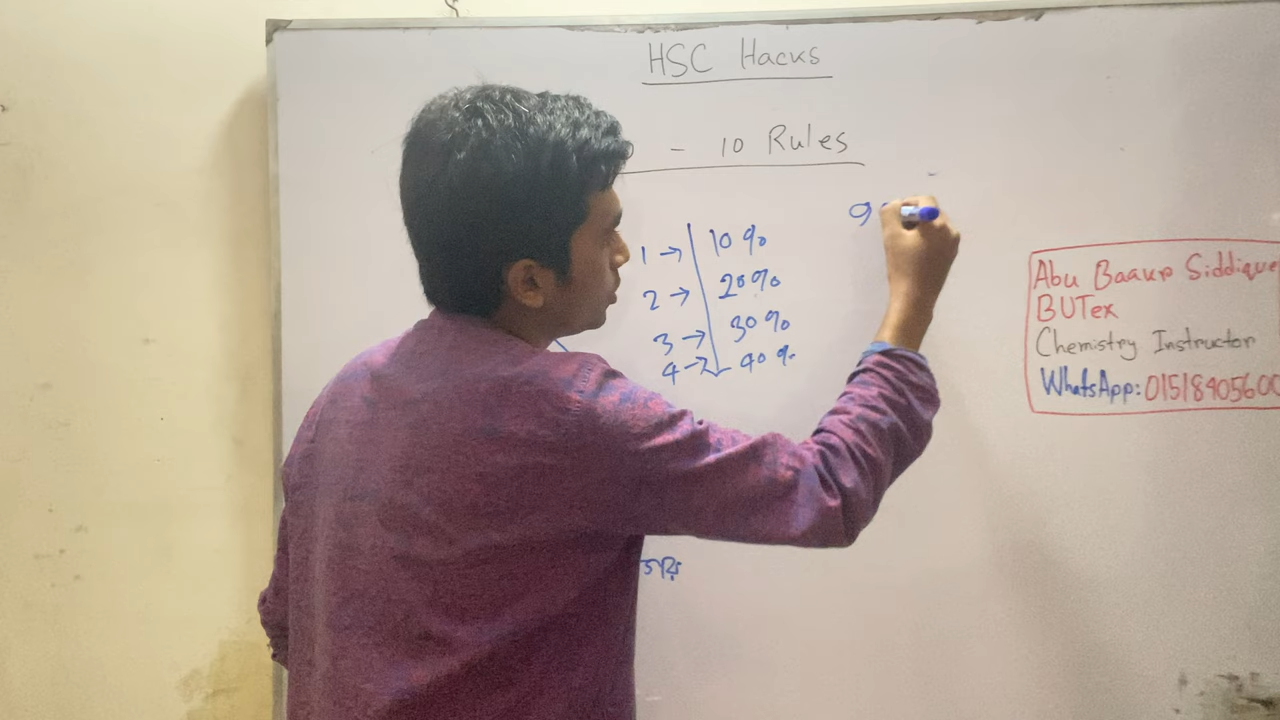 HSC Hacks
- 10 Rules
1 → 10%
2 → 20%
3 → 30%
4 → 40%
9
Abu Baaur Siddique
BUTex
Chemistry Instructor
WhatsApp: 0151840560